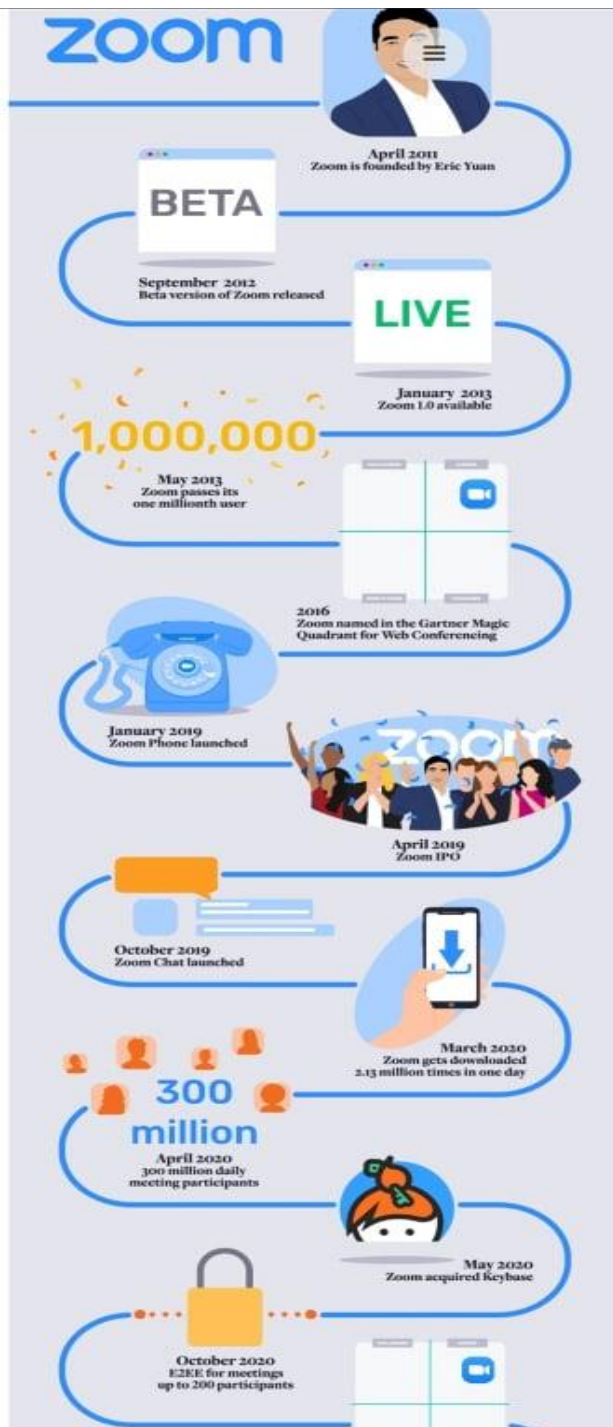 zoom
April 2011
Zoom is founded by Eric Yuan
BETA
September 2012
Beta version of Zoom released
LIVE
January 2013
Zoom 1.0 available
1,000,000
May 2013
Zoom passes its
one millionth user
2016
Zoom named in the Gartner Magic
Quadrant for Web Conferencing
January 2019
Zoom Phone launched
zoom
April 2019
Zoom IPO
October 2019
Zoom Chat launched
March 2020
Zoom gets downloaded
2.13 million times in one day
300
million
April 2020
300 million daily
meeting participants
May 2020
Zoom acquired Keybase
October 2020
E2EE for meetings
up to 200 participants